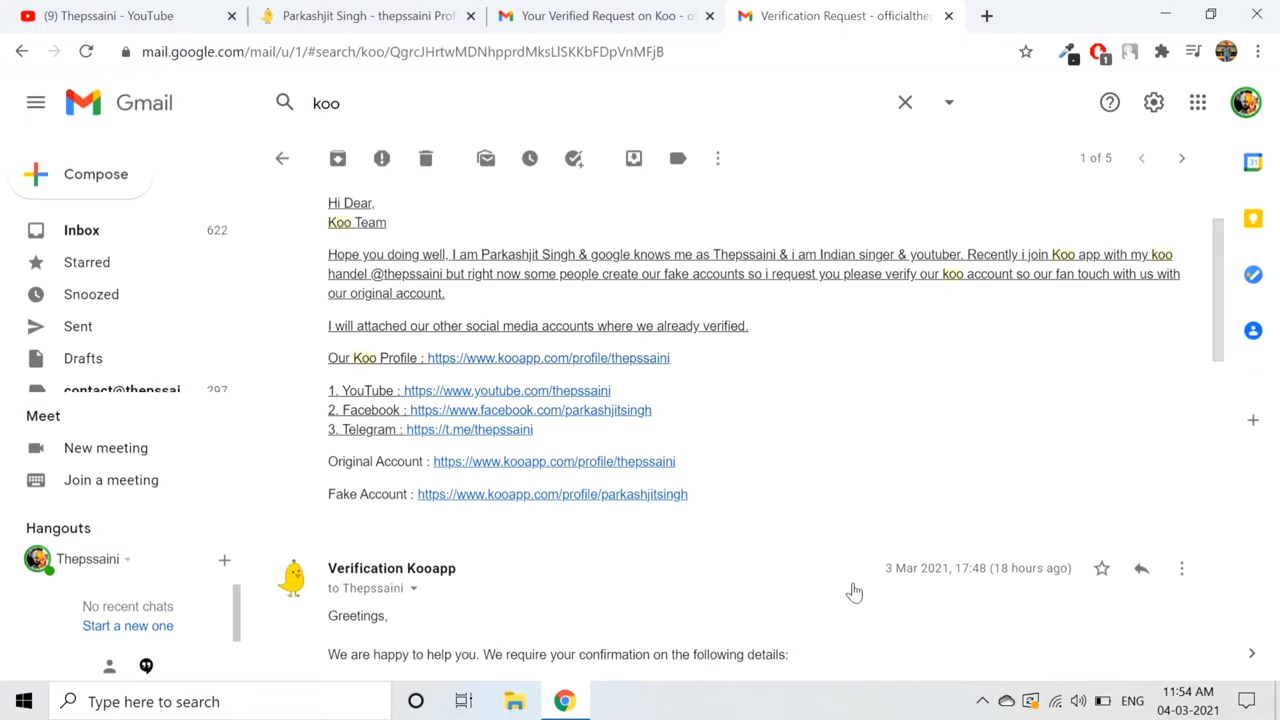 (9) Thepssaini - YouTube
Parkashjit Singh - thepssaini Prof
Your Verified Request on Koo - of
Verification Request - officialthep
mail.google.com/mail/u/1/#search/koo/QgrcJHrtwMDNhpprdMksLlSKKbFDpVnMFjB
1
Gmail
koo
Compose
1 of 5
31
Inbox 622
Starred
Snoozed
Sent
Drafts
contact@thepssai 297
Meet
New meeting
Join a meeting
Hangouts
Thepssaini
No recent chats
Start a new one
Hi Dear,
Koo Team
Hope you doing well, I am Parkashjit Singh & google knows me as Thepssaini & i am Indian singer & youtuber. Recently i join Koo app with my koo
handel @thepssaini but right now some people create our fake accounts so i request you please verify our koo account so our fan touch with us with
our original account.
I will attached our other social media accounts where we already verified.
Our Koo Profile : https://www.kooapp.com/profile/thepssaini
1. YouTube : https://www.youtube.com/thepssaini
2. Facebook : https://www.facebook.com/parkashjitsingh
3. Telegram : https://t.me/thepssaini
Original Account : https://www.kooapp.com/profile/thepssaini
Fake Account : https://www.kooapp.com/profile/parkashjitsingh
Verification Kooapp
3 Mar 2021, 17:48 (18 hours ago)
to Thepssaini
Greetings,
We are happy to help you. We require your confirmation on the following details:
Type here to search
ENG
11:54 AM
04-03-2021